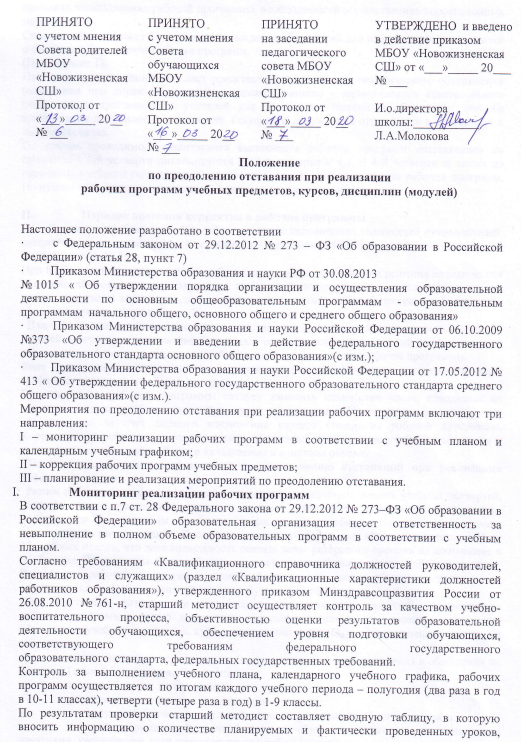 ПРИНЯТО
с учетом мнения
Совета родителей
МБОУ
«Новожизненская
СШ»
Протокол от
«13» 03 2020
№ 6
ПРИНЯТО
с учетом мнения
Совета
обучающихся
МБОУ
«Новожизненская
СШ»
Протокол от
«16» 03 2020
№ 7
ПРИНЯТО
на заседании
педагогического
совета МБОУ
«Новожизненская
СШ»
Протокол от
«18» 03 2020
№ 7
УТВЕРЖДЕНО и введено
в действие приказом
МБОУ «Новожизненская
СШ» от «___»_____ 20___
№ ___
И.о.директора
школы:
Л.А.Молокова
Положение
по преодолению отставания при реализации
рабочих программ учебных предметов, курсов, дисциплин (модулей)
Настоящее положение разработано в соответствии
· с Федеральным законом от 29.12.2012 № 273 – ФЗ «Об образовании в Российской
Федерации» (статья 28, пункт 7)
· Приказом Министерства образования и науки РФ от 30.08.2013
№1015 « Об утверждении порядка организации и осуществления образовательной
деятельности по основным общеобразовательным программам - образовательным
программам начального общего, основного общего и среднего общего образования»
· Приказом Министерства образования и науки Российской Федерации от 06.10.2009
№373 «Об утверждении и введении в действие федерального государственного
образовательного стандарта основного общего образования»(с изм.);
· Приказом Министерства образования и науки Российской Федерации от 17.05.2012 №
413 « Об утверждении федерального государственного образовательного стандарта среднего
общего образования».(с изм.).
Мероприятия по преодолению отставания при реализации рабочих программ включают три
направления:
I – мониторинг реализации рабочих программ в соответствии с учебным планом и
календарным учебным графиком;
II – коррекция рабочих программ учебных предметов;
III – планирование и реализация мероприятий по преодолению отставания.
I. Мониторинг реализации рабочих программ
В соответствии с п.7 ст. 28 Федерального закона от 29.12.2012 № 273–ФЗ «Об образовании в
Российской Федерации» образовательная организация несет ответственность за
невыполнение в полном объеме образовательных программ в соответствии с учебным
планом.
Согласно требованиям «Квалификационного справочника должностей руководителей,
специалистов и служащих» (раздел «Квалификационные характеристики должностей
работников образования»), утвержденного приказом Минздравсоцразвития России от
26.08.2010 №761-н, старший методист осуществляет контроль за качеством учебно-
воспитательного процесса, объективностью оценки результатов образовательной
деятельности обучающихся, обеспечением уровня подготовки обучающихся,
соответствующего требованиям федерального государственного
образовательного стандарта, федеральных государственных требований.
Контроль за выполнением учебного плана, календарного учебного графика, рабочих
программ осуществляется по итогам каждого учебного периода – полугодия (два раза в год
в 10-11 классах), четверти (четыре раза в год) в 1-9 классы.
По результатам проверки старший методист составляет сводную таблицу, в которую
вносить информацию о количестве планируемых и фактически проведенных уроков,